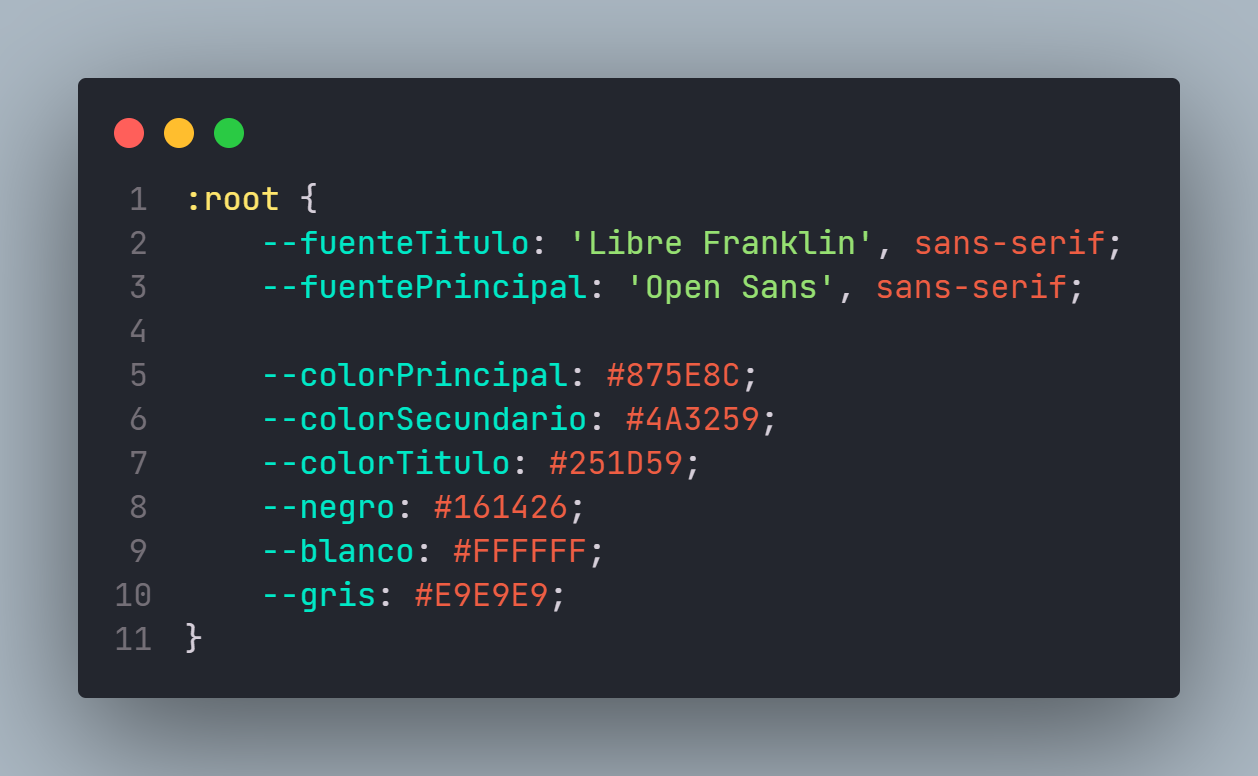 1 :root {
2 --fuenteTitulo: 'Libre Franklin', sans-serif;
3 --fuentePrincipal: 'Open Sans', sans-serif;
4
5 --colorPrincipal: #875E8C;
6 --colorSecundario: #4A3259;
7 --colorTitulo: #251D59;
8 --negro: #161426;
9 --blanco: #FFFFFF;
10 --gris: #E9E9E9;
11 }